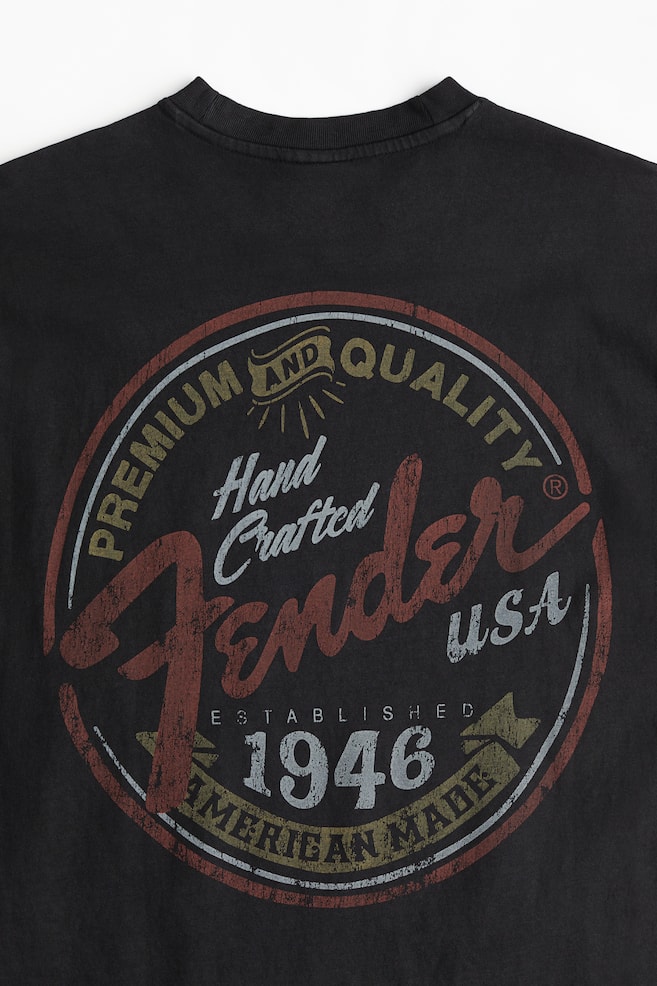 PREMIUM AND QUALITY
Hand
Crafted
Fender®
USA
ESTABLISHED
1946
AMERICAN MADE